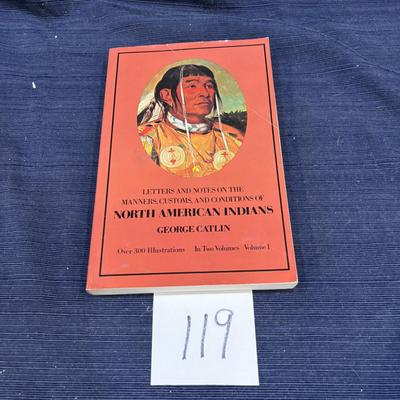 LETTERS AND NOTES ON THE
MANNERS, CUSTOMS, AND CONDITIONS OF
NORTH AMERICAN INDIANS
GEORGE CATLIN
Over 300 Illustrations In Two Volumes Volume I
119